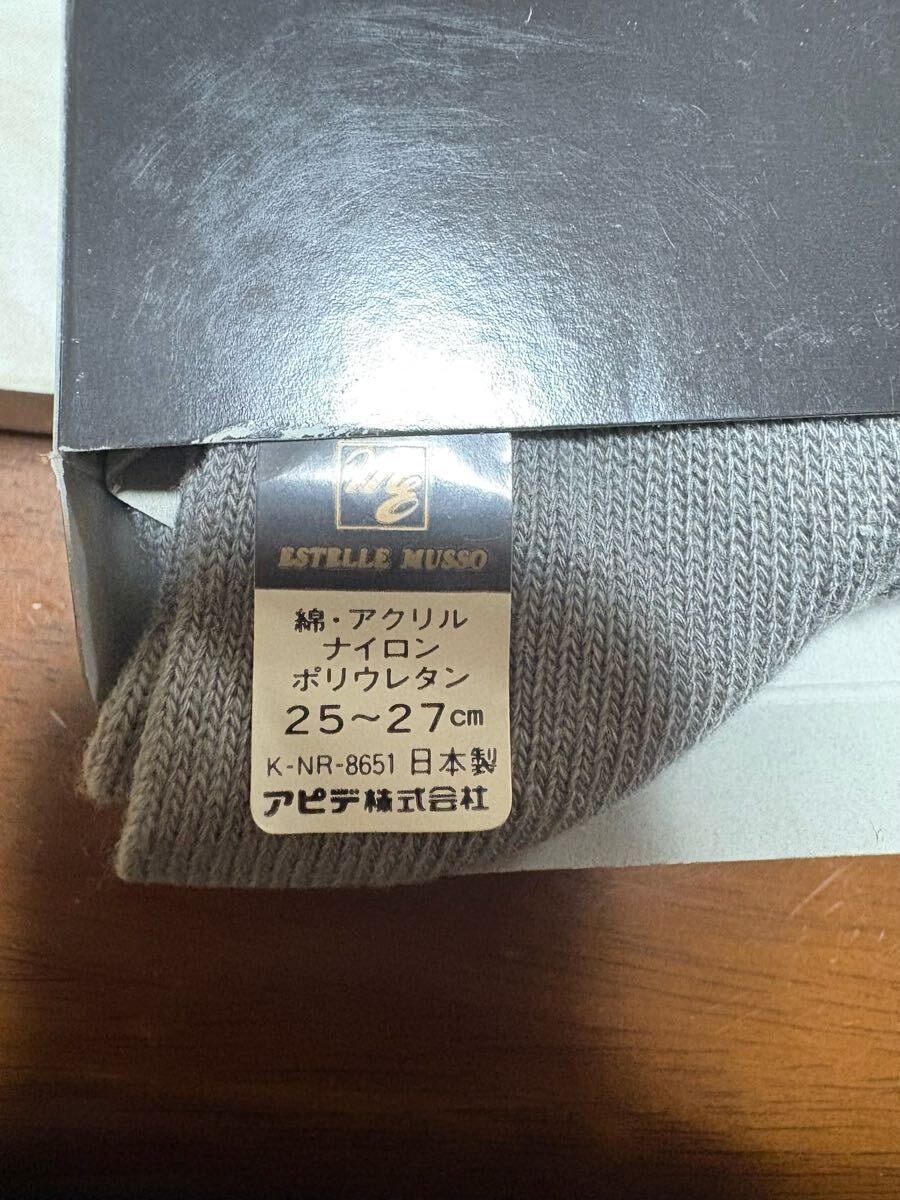 ME
ESTELLE MUSSO
綿・アクリル
ナイロン
ポリウレタン
25～27cm
K-NR-8651 日本製
アピデ株式会社